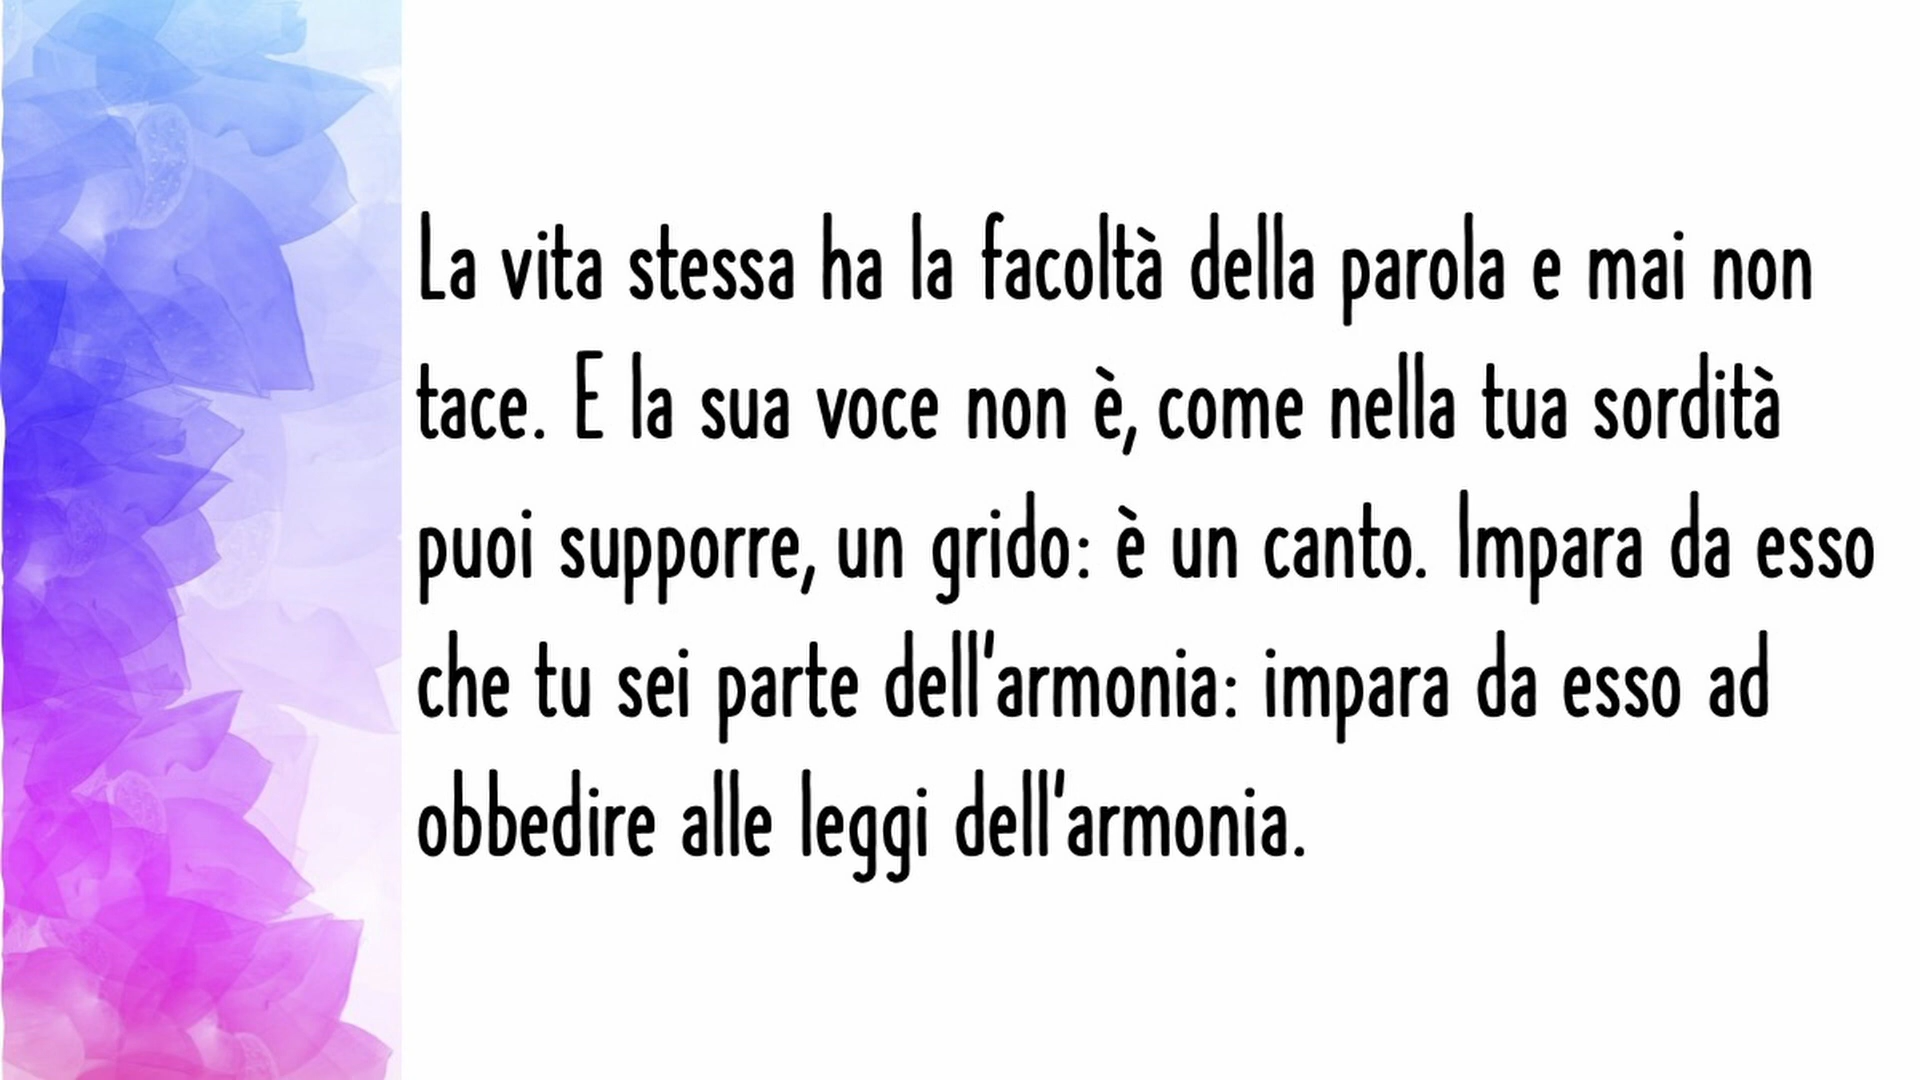 La vita stessa ha la facoltà della parola e mai non
tace. E la sua voce non è, come nella tua sordità
puoi supporre, un grido: è un canto. Impara da esso
che tu sei parte dell'armonia: impara da esso ad
obbedire alle leggi dell'armonia.